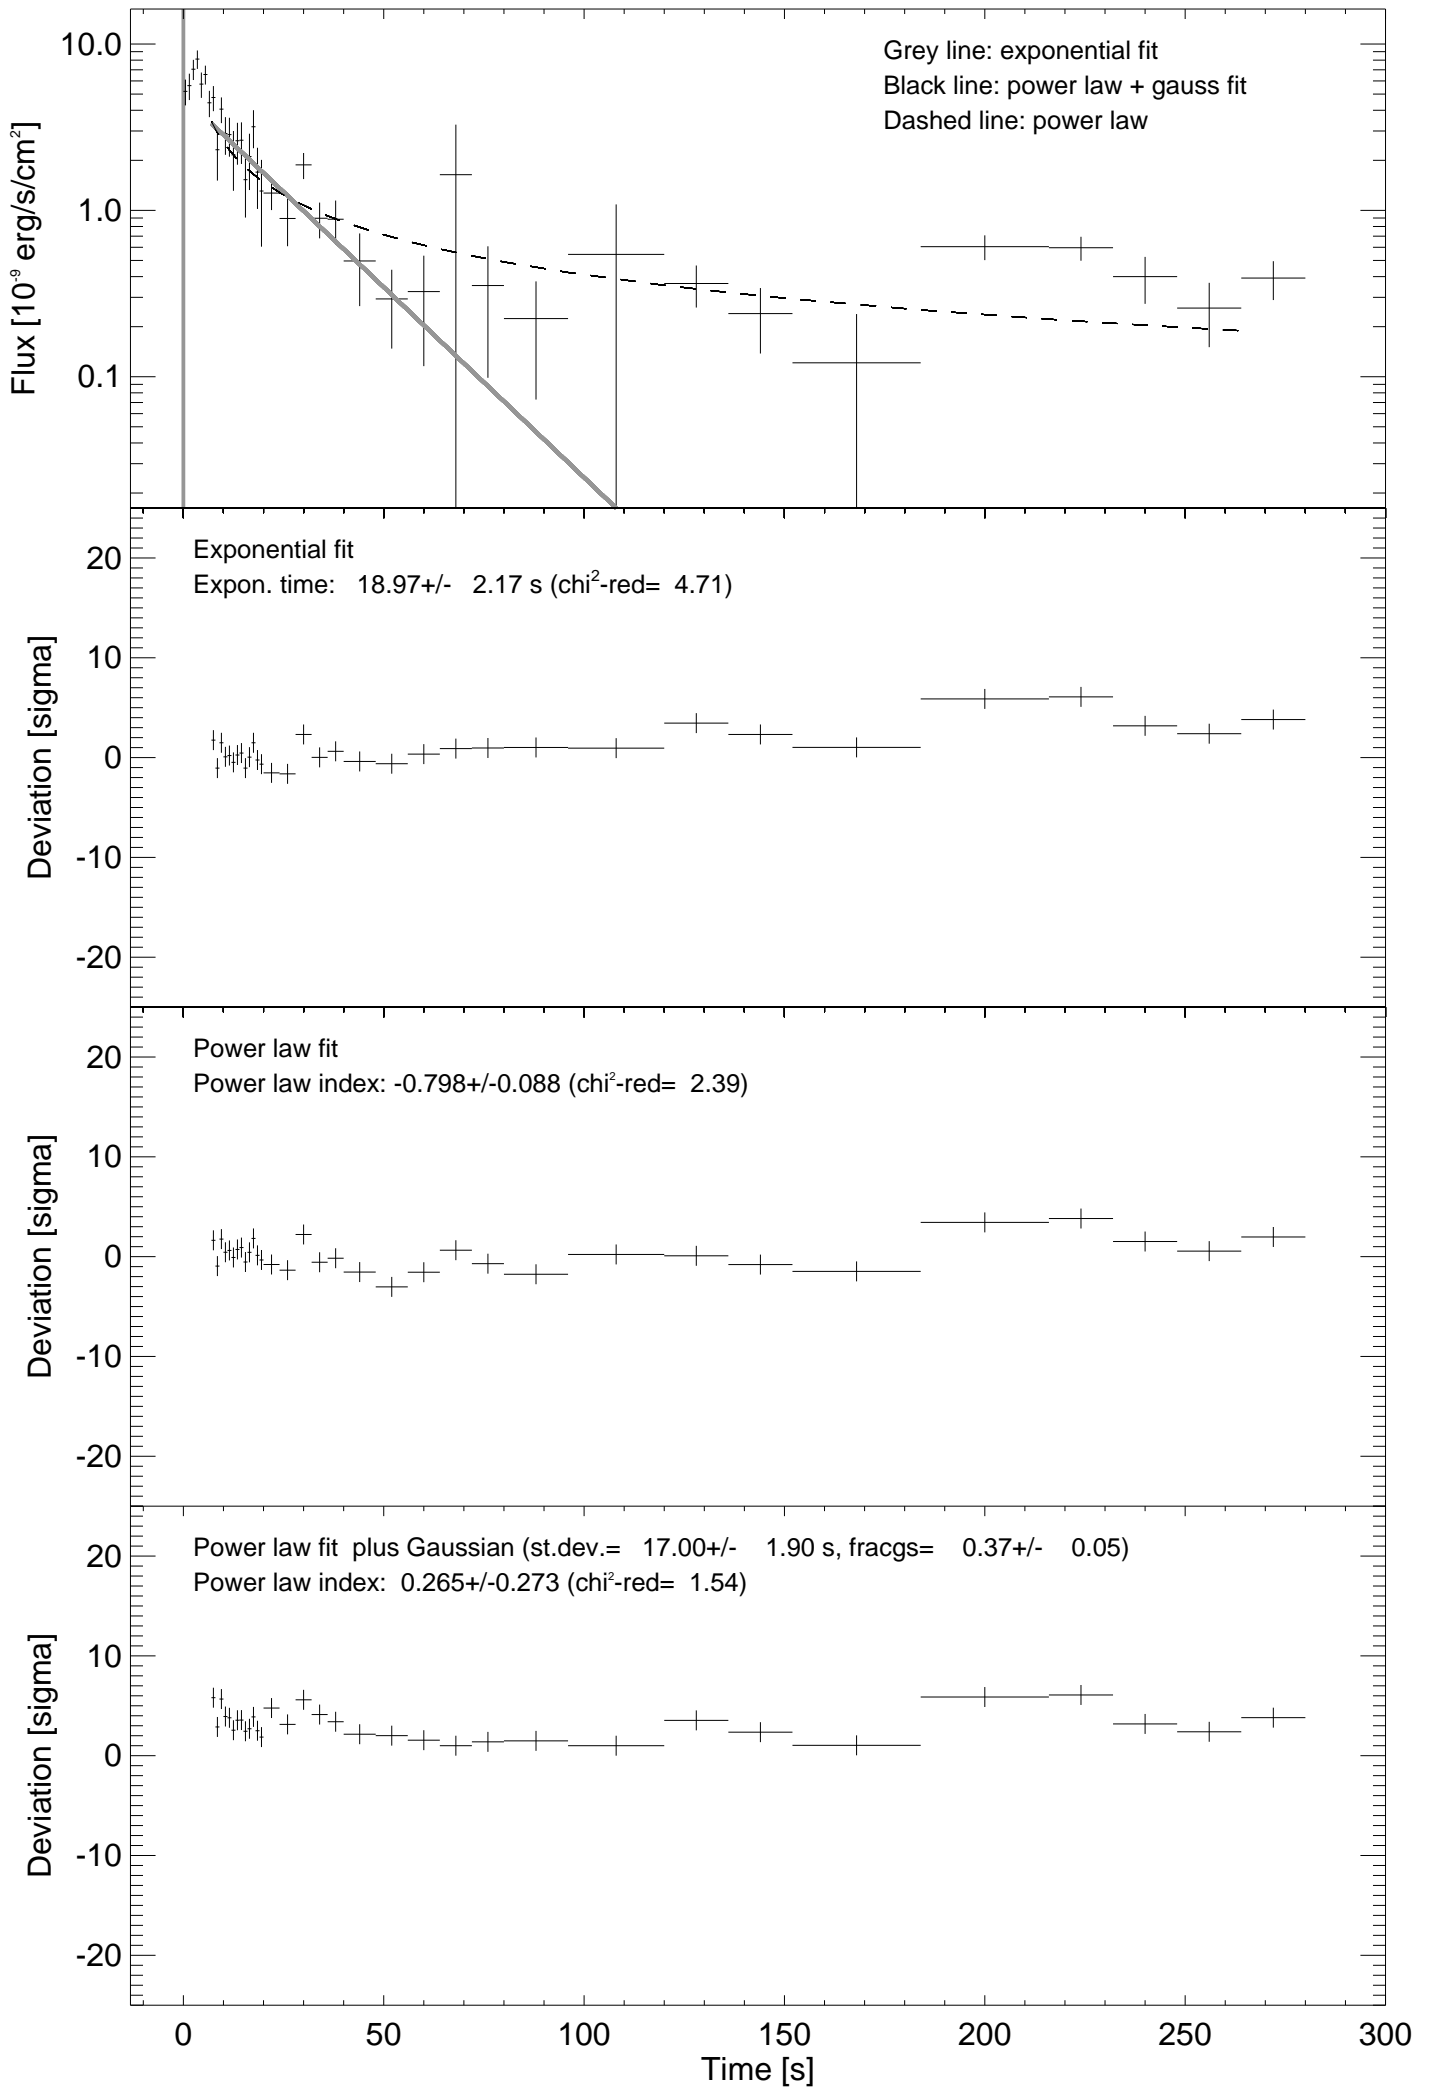 Grey line: exponential fit
Black line: power law + gauss fit
Dashed line: power law
10.0
1.0
0.1
Flux [10⁻⁹ erg/s/cm²]
Exponential fit
Expon. time: 18.97+/- 2.17 s (chi²-red= 4.71)
20
10
0
-10
-20
Deviation [sigma]
Power law fit
Power law index: -0.798+/-0.088 (chi²-red= 2.39)
20
10
0
-10
-20
Deviation [sigma]
Power law fit plus Gaussian (st.dev.= 17.00+/- 1.90 s, fracgs= 0.37+/- 0.05)
Power law index: 0.265+/-0.273 (chi²-red= 1.54)
20
10
0
-10
-20
Deviation [sigma]
0 50 100 150 200 250 300
Time [s]